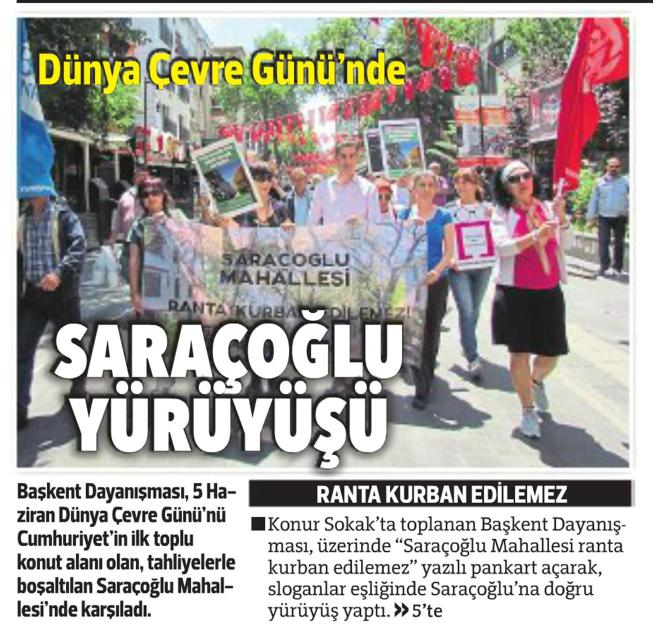 Dünya Çevre Günü'nde
SARAÇOĞLU
MAHALLESİ
RANTA KURBAN EDİLEMEZ!
SARAÇOĞLU
YÜRÜYÜŞÜ
Başkent Dayanışması, 5 Ha-
ziran Dünya Çevre Günü'nü
Cumhuriyet'in ilk toplu
konut alanı olan, tahliyelerle
boşaltılan Saraçoğlu Mahal-
lesi'nde karşıladı.
RANTA KURBAN EDİLEMEZ
■ Konur Sokak'ta toplanan Başkent Dayanış-
ması, üzerinde “Saraçoğlu Mahallesi ranta
kurban edilemez” yazılı pankart açarak,
sloganlar eşliğinde Saraçoğlu'na doğru
yürüyüş yaptı. » 5'te